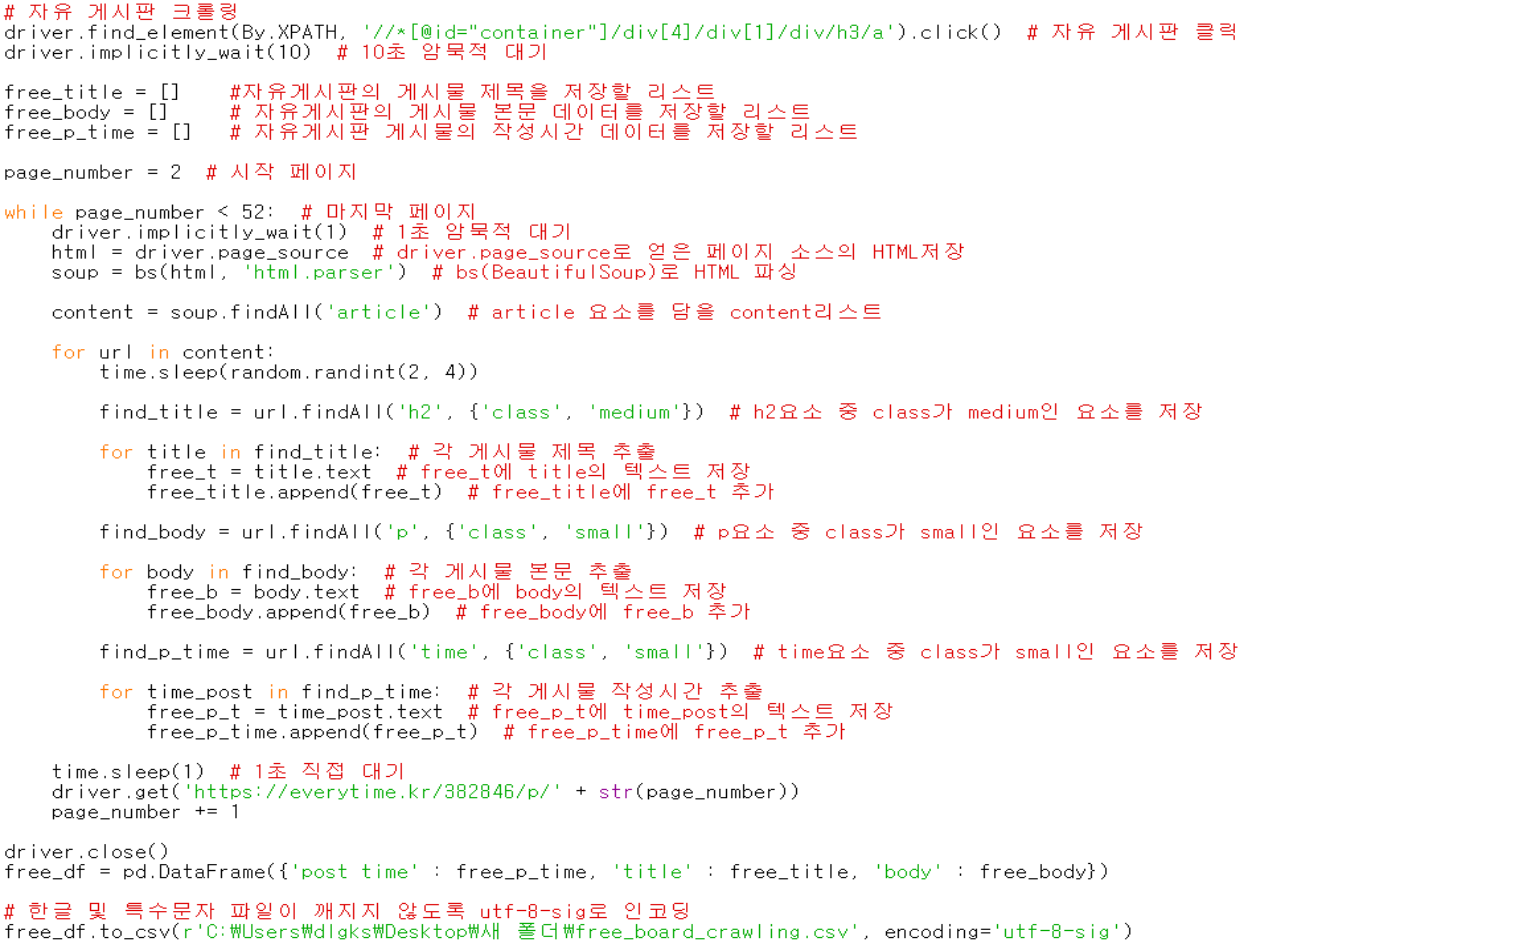 # 자유 게시판 크롤링
driver.find_element(By.XPATH, '//*[@id="container"]/div[4]/div[1]/div/h3/a').click()  # 자유 게시판 클릭
driver.implicitly_wait(10)  # 10초 암묵적 대기
free_title = []    #자유게시판의 게시물 제목을 저장할 리스트
free_body = []     # 자유게시판의 게시물 본문 데이터를 저장할 리스트
free_p_time = []   # 자유게시판 게시물의 작성시간 데이터를 저장할 리스트
page_number = 2  # 시작 페이지
while page_number < 52:  # 마지막 페이지
    driver.implicitly_wait(1)  # 1초 암묵적 대기
    html = driver.page_source  # driver.page_source로 얻은 페이지 소스의 HTML저장
    soup = bs(html, 'html.parser')  # bs(BeautifulSoup)로 HTML 파싱
    content = soup.findAll('article')  # article 요소를 담을 content리스트
    for url in content:
        time.sleep(random.randint(2, 4))
        find_title = url.findAll('h2', {'class', 'medium'})  # h2요소 중 class가 medium인 요소를 저장
        for title in find_title:  # 각 게시물 제목 추출
            free_t = title.text  # free_t에 title의 텍스트 저장
            free_title.append(free_t)  # free_title에 free_t 추가
        find_body = url.findAll('p', {'class', 'small'})  # p요소 중 class가 small인 요소를 저장
        for body in find_body:  # 각 게시물 본문 추출
            free_b = body.text  # free_b에 body의 텍스트 저장
            free_body.append(free_b)  # free_body에 free_b 추가
        find_p_time = url.findAll('time', {'class', 'small'})  # time요소 중 class가 small인 요소를 저장
        for time_post in find_p_time:  # 각 게시물 작성시간 추출
            free_p_t = time_post.text  # free_p_t에 time_post의 텍스트 저장
            free_p_time.append(free_p_t)  # free_p_time에 free_p_t 추가
    time.sleep(1)  # 1초 직접 대기
    driver.get('https://everytime.kr/382846/p/' + str(page_number))
    page_number += 1
driver.close()
free_df = pd.DataFrame({'post time' : free_p_time, 'title' : free_title, 'body' : free_body})
# 한글 및 특수문자 파일이 깨지지 않도록 utf-8-sig로 인코딩
free_df.to_csv(r'C:₩Users₩dlgks₩Desktop₩새 폴더₩free_board_crawling.csv', encoding='utf-8-sig')